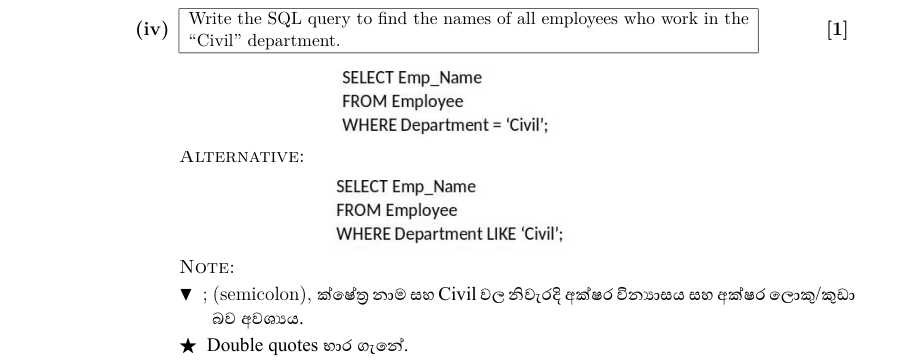 (iv) Write the SQL query to find the names of all employees who work in the [1]
“Civil” department.
SELECT Emp_Name
FROM Employee
WHERE Department = ‘Civil’;
ALTERNATIVE:
SELECT Emp_Name
FROM Employee
WHERE Department LIKE ‘Civil’;
NOTE:
▼ ; (semicolon), ක්ෂේත්‍ර නාම සහ Civil වල නිවැරදි අක්ෂර වින්‍යාසය සහ අක්ෂර ලොකු/කුඩා
බව අවශ්‍යය.
★ Double quotes භාර ගැනේ.